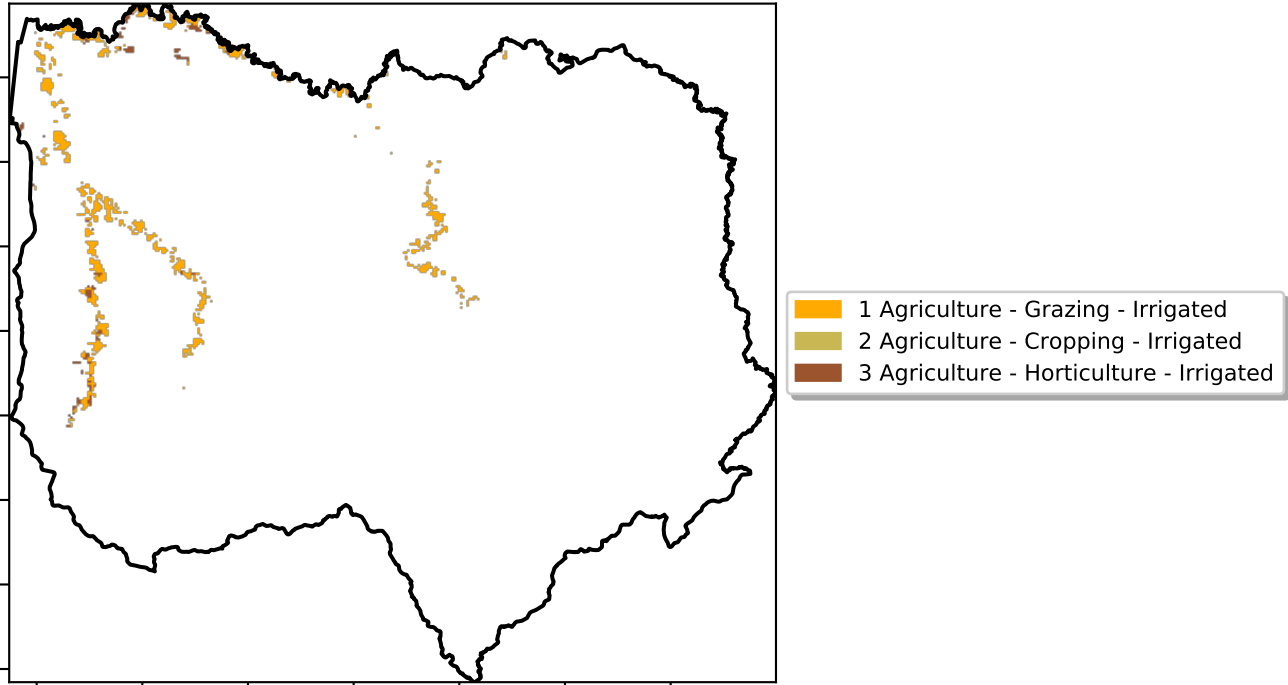 1 Agriculture - Grazing - Irrigated
2 Agriculture - Cropping - Irrigated
3 Agriculture - Horticulture - Irrigated